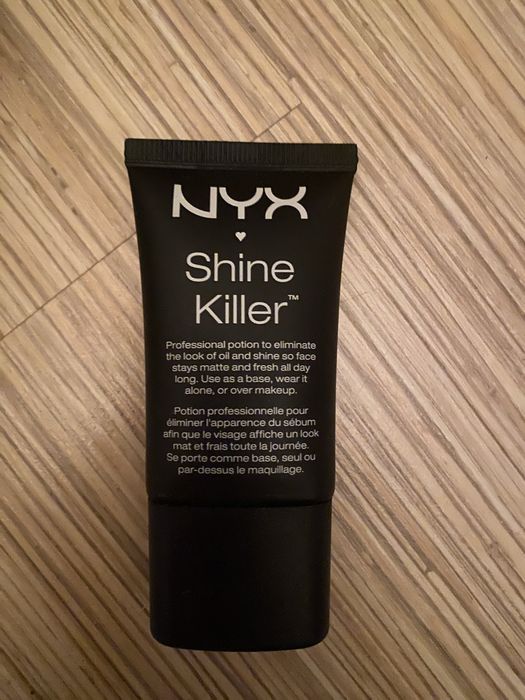 NYX
Shine
Killer™
Professional potion to eliminate
the look of oil and shine so face
stays matte and fresh all day
long. Use as a base, wear it
alone, or over makeup.
Potion professionnelle pour
éliminer l'apparence du sébum
afin que le visage affiche un look
mat et frais toute la journée.
Se porte comme base, seul ou
par-dessus le maquillage.